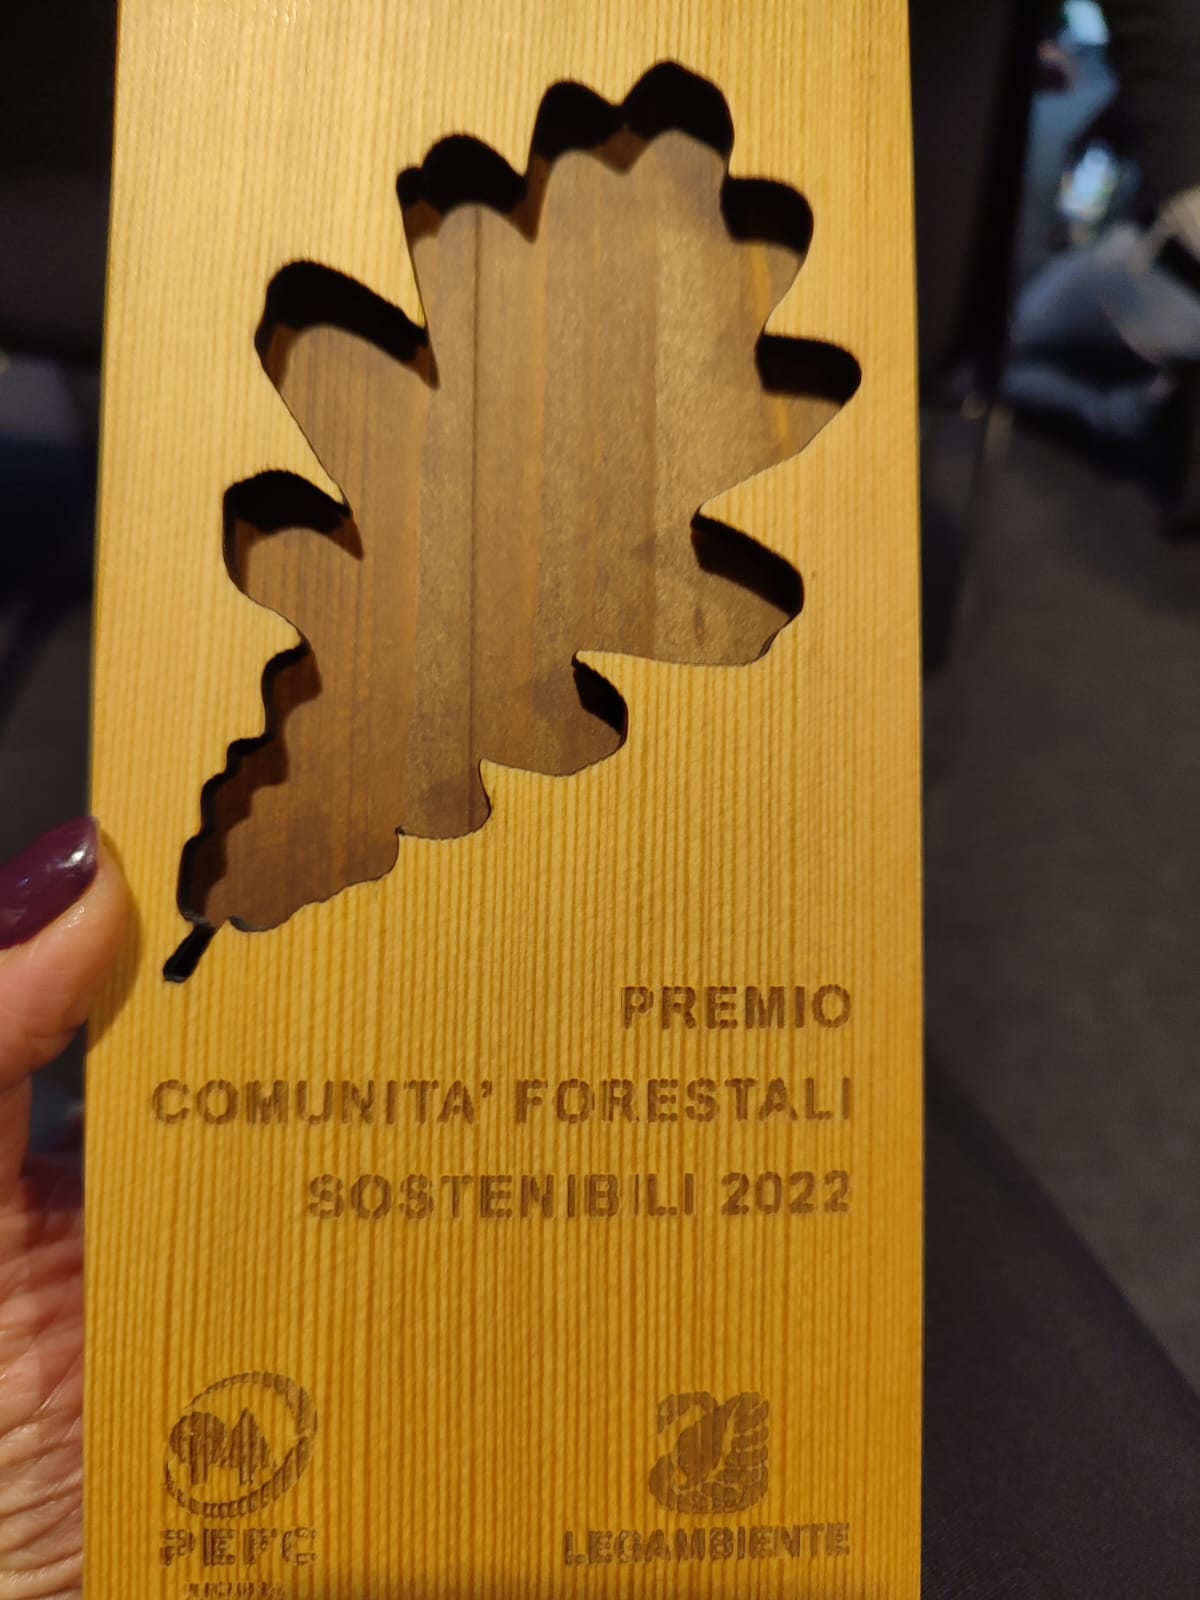 PREMIO
COMUNITA' FORESTALI
SOSTENIBILI 2022
PEFC
LEGAMBIENTE